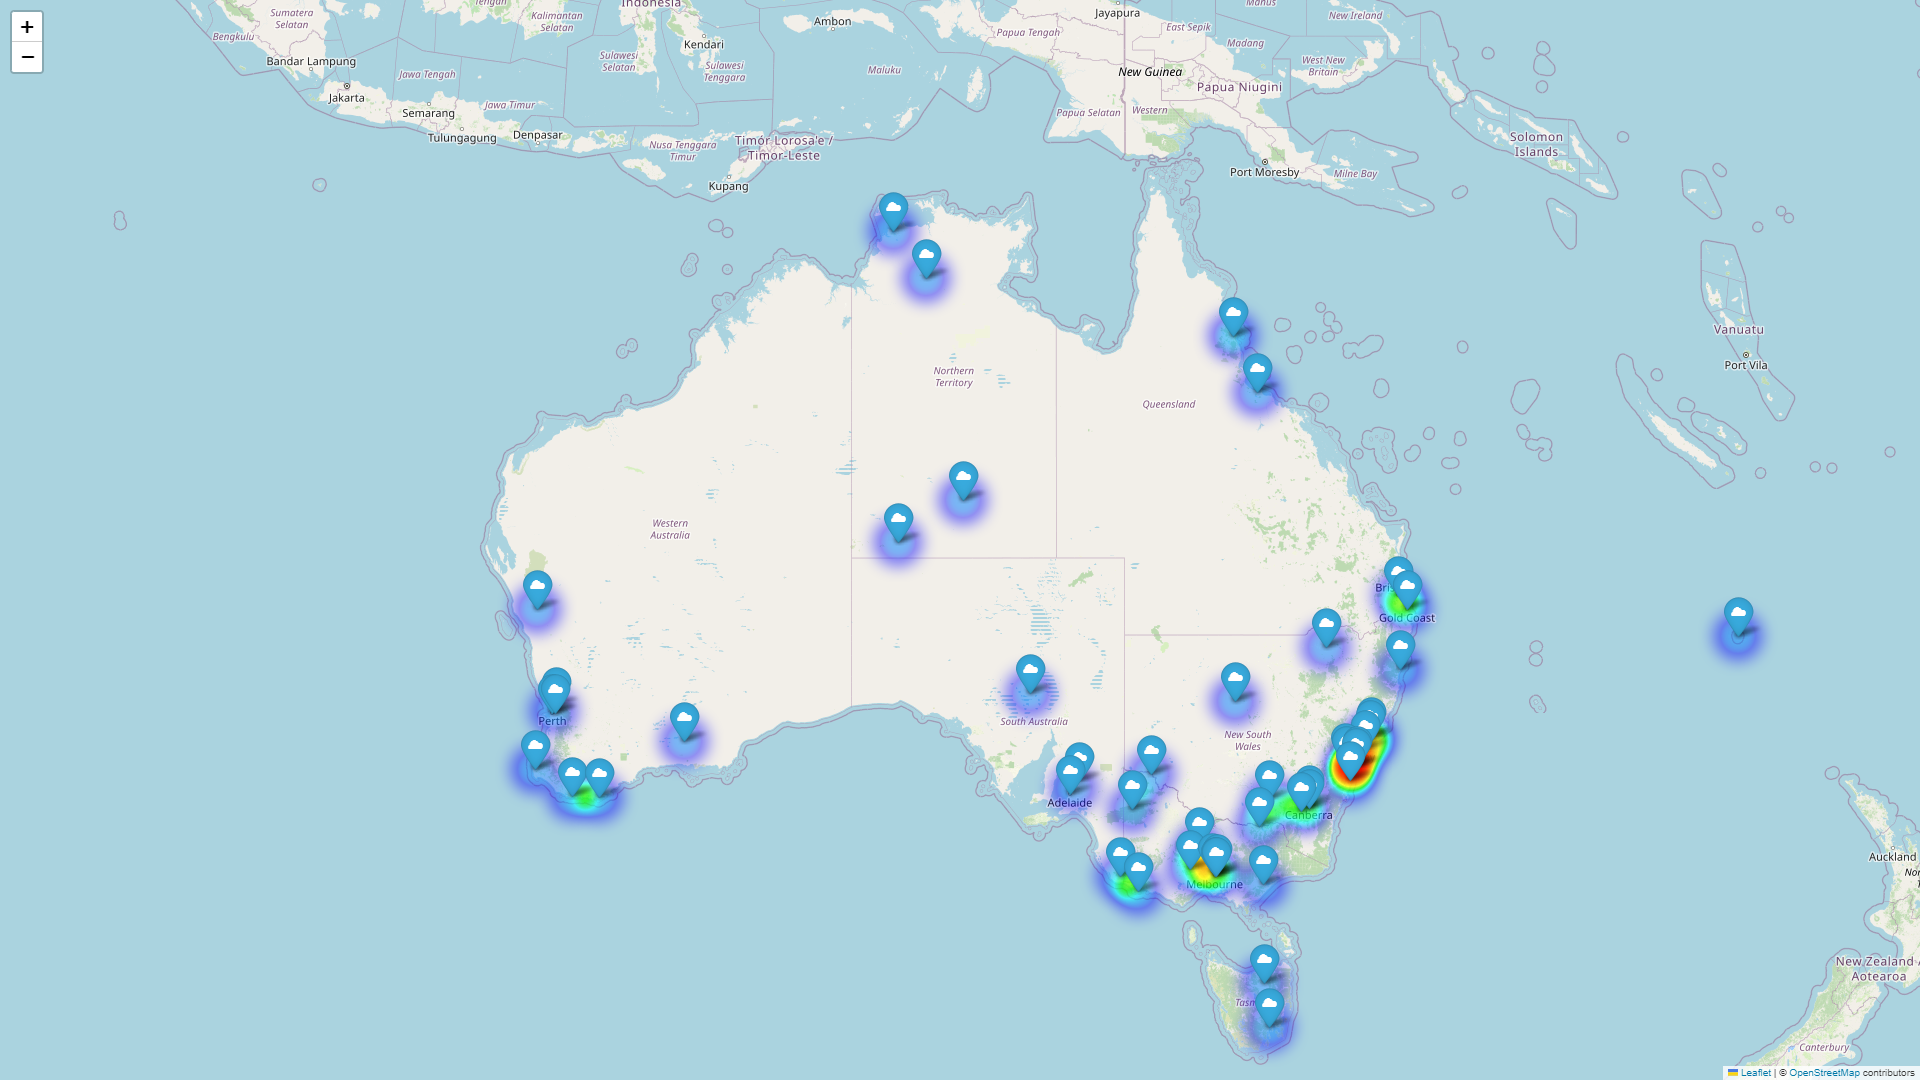 +
−
Sumatera
Selatan
Bengkulu
Bandar Lampung
Jakarta
Jawa Tengah
Semarang
Jawa Timur
Tulungagung
Denpasar
Tengah
Kalimantan
Selatan
Indonesia
Sulawesi
Selatan
Kendari
Sulawesi
Tenggara
Ambon
Maluku
Nusa Tenggara
Timur
Timór Lorosa'e /
Timor-Leste
Kupang
Jayapura
Papua Tengah
Papua Selatan
New Guinea
Western
East Sepik
Madang
Manus
New Ireland
West New
Britain
Papua Niugini
Port Moresby
Milne Bay
Solomon
Islands
Vanuatu
Port Vila
Northern
Territory
Queensland
Western
Australia
South Australia
New South
Wales
Gold Coast
Perth
Adelaide
Canberra
Melbourne
Auckland
New Zealand
Aotearoa
Canterbury
Leaflet | © OpenStreetMap contributors